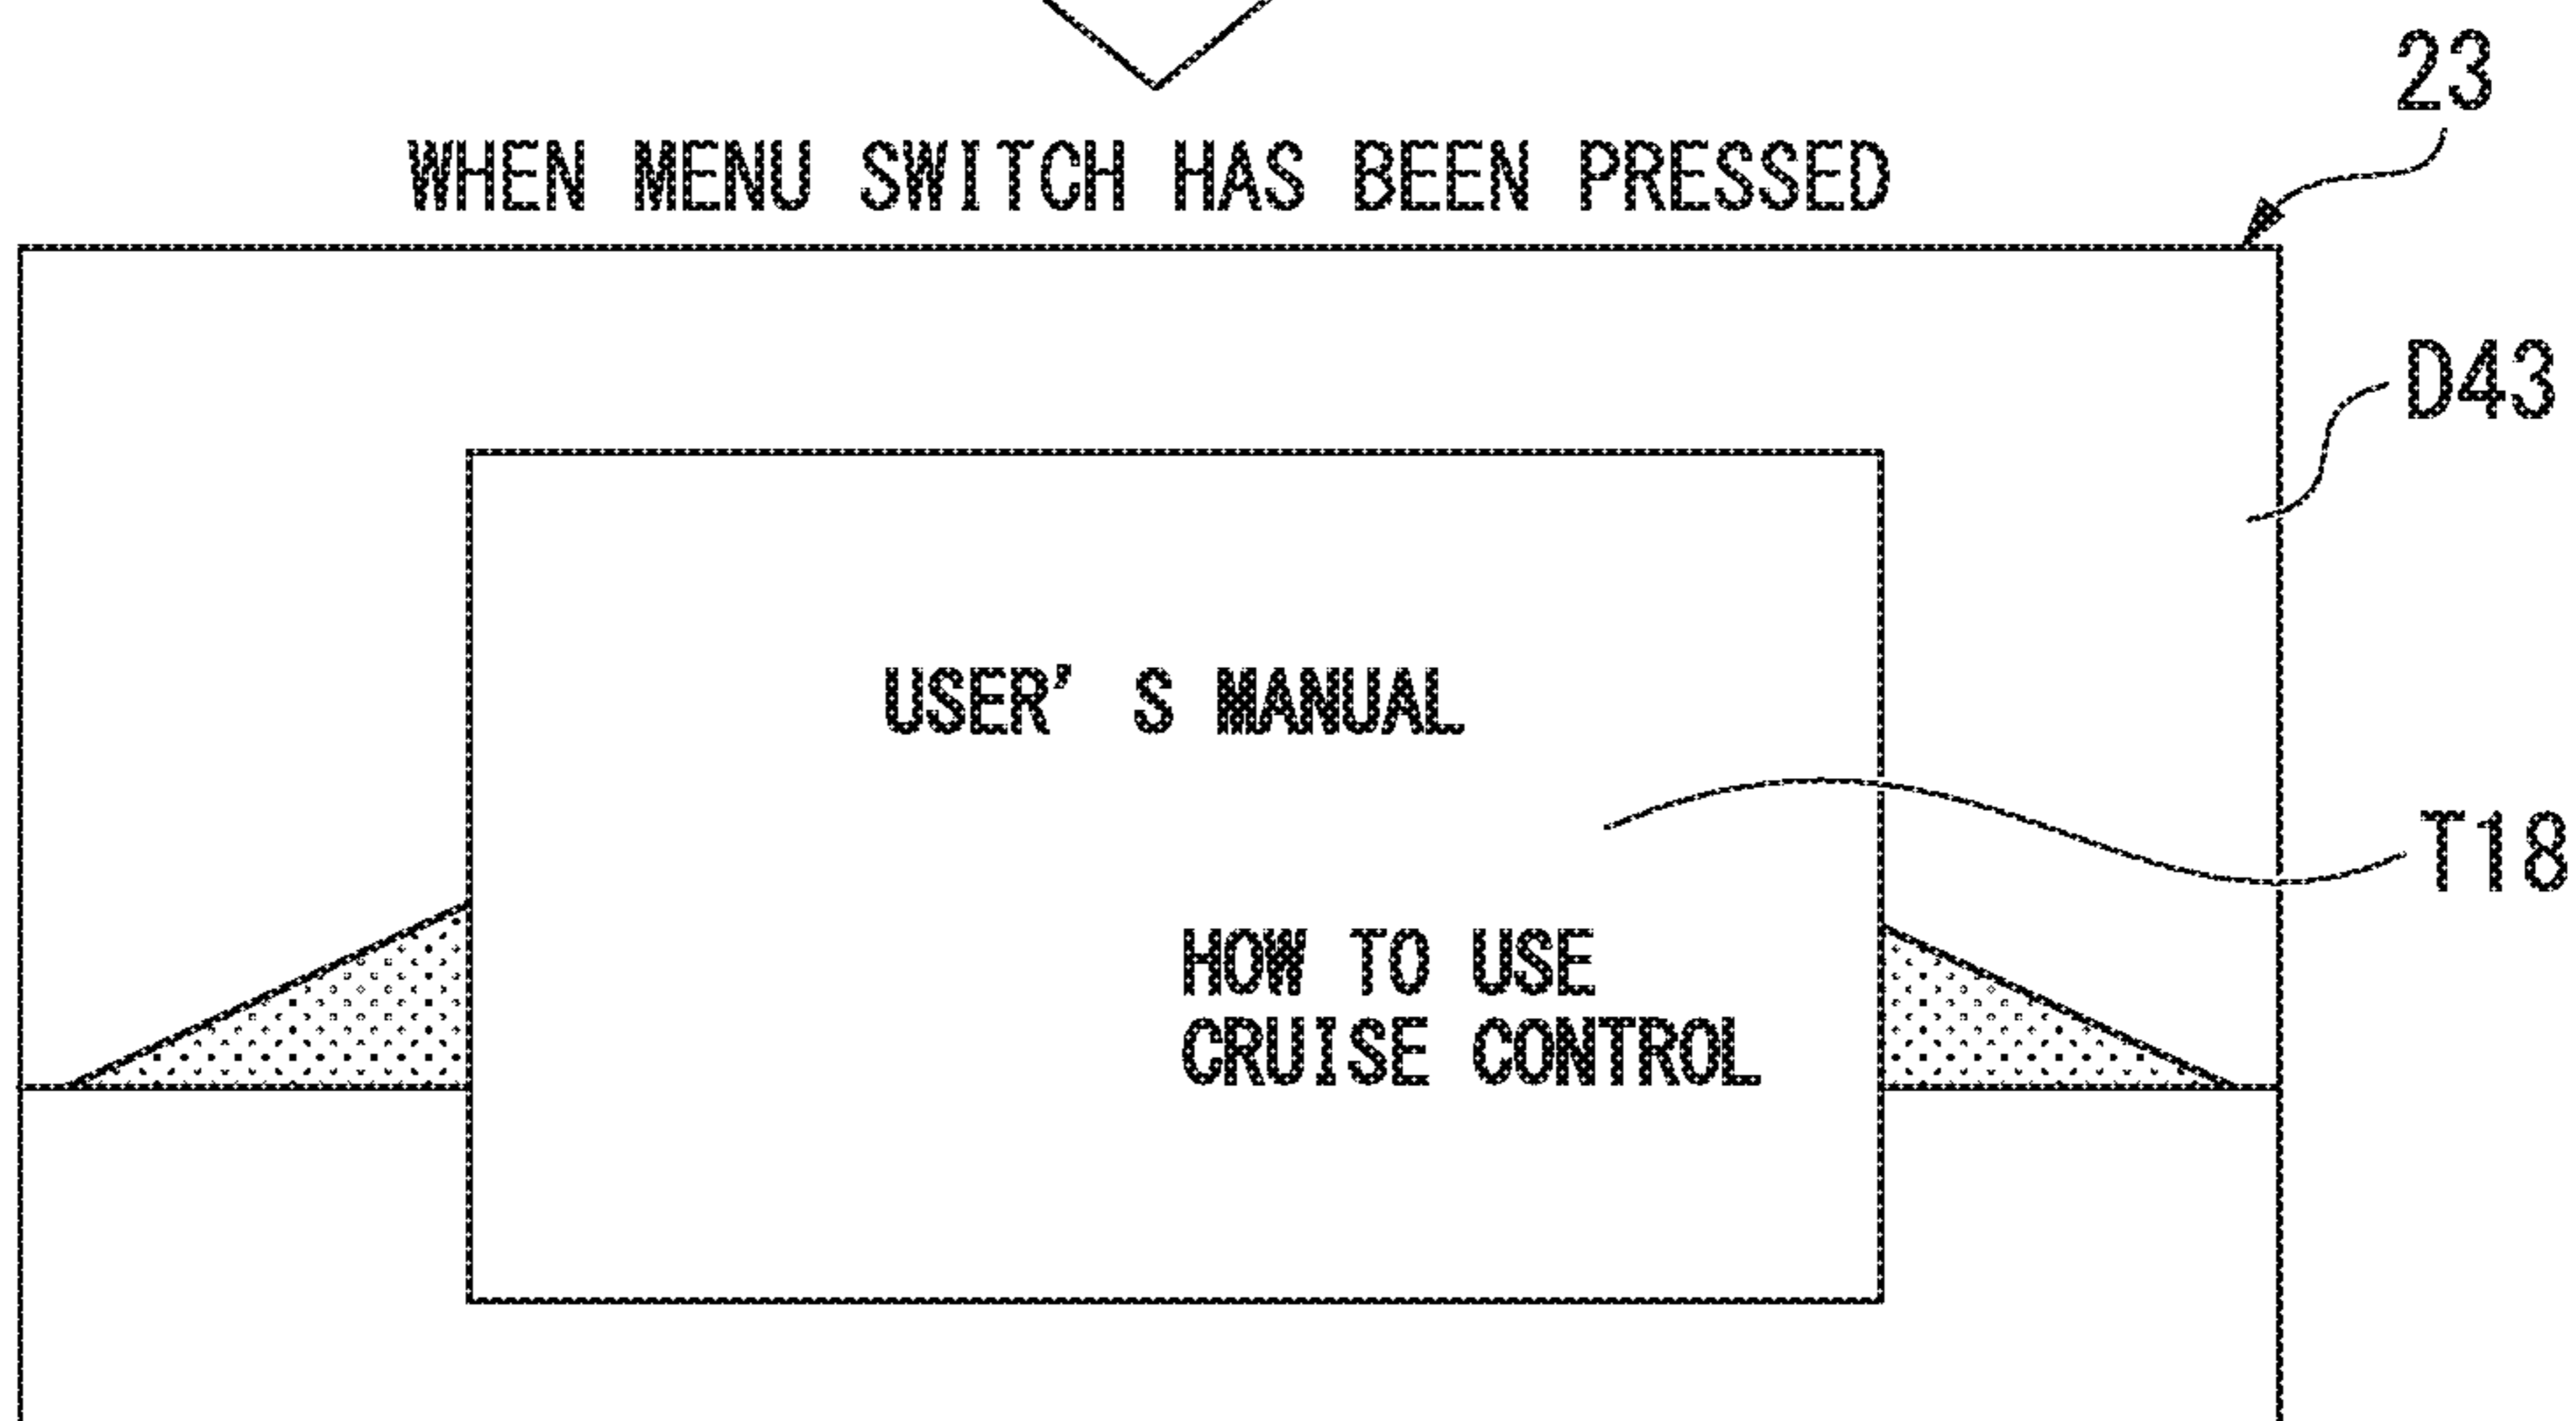 23
WHEN MENU SWITCH HAS BEEN PRESSED
D43
USER'S MANUAL
T18
HOW TO USE
CRUISE CONTROL